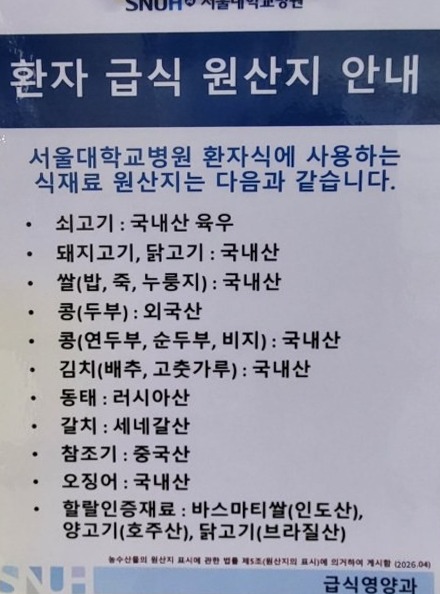 SNUH 서울대학교병원
환자 급식 원산지 안내
서울대학교병원 환자식에 사용하는
식재료 원산지는 다음과 같습니다.
• 쇠고기 : 국내산 육우
• 돼지고기, 닭고기 : 국내산
• 쌀(밥, 죽, 누룽지) : 국내산
• 콩(두부) : 외국산
• 콩(연두부, 순두부, 비지) : 국내산
• 김치(배추, 고춧가루) : 국내산
• 동태 : 러시아산
• 갈치 : 세네갈산
• 참조기 : 중국산
• 오징어 : 국내산
• 할랄인증재료 : 바스마티쌀(인도산),
양고기(호주산), 닭고기(브라질산)
농수산물의 원산지 표시에 관한 법률 제5조(원산지의 표시)에 의거하여 게시함 (2026.04)
SNUH
급식영양과